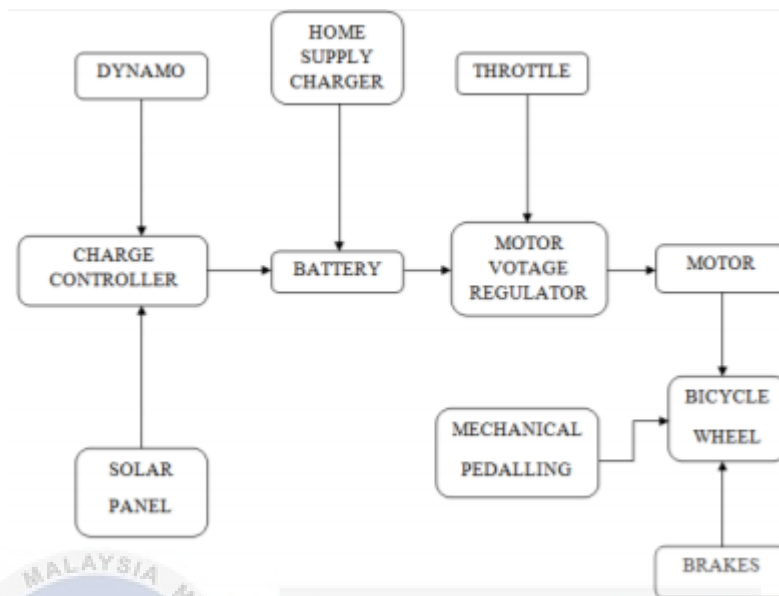 HOME
SUPPLY
CHARGER
DYNAMO
THROTTLE
CHARGE
CONTROLLER
BATTERY
MOTOR
VOTAGE
REGULATOR
MOTOR
MECHANICAL
PEDALLING
BICYCLE
WHEEL
SOLAR
PANEL
BRAKES
MALAYSIA